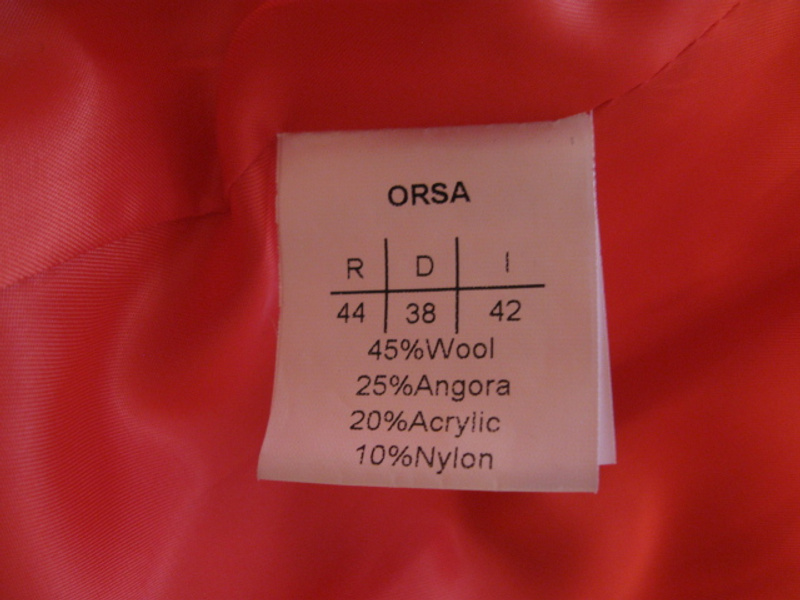 ORSA
R D I
44 38 42
45%Wool
25%Angora
20%Acrylic
10%Nylon